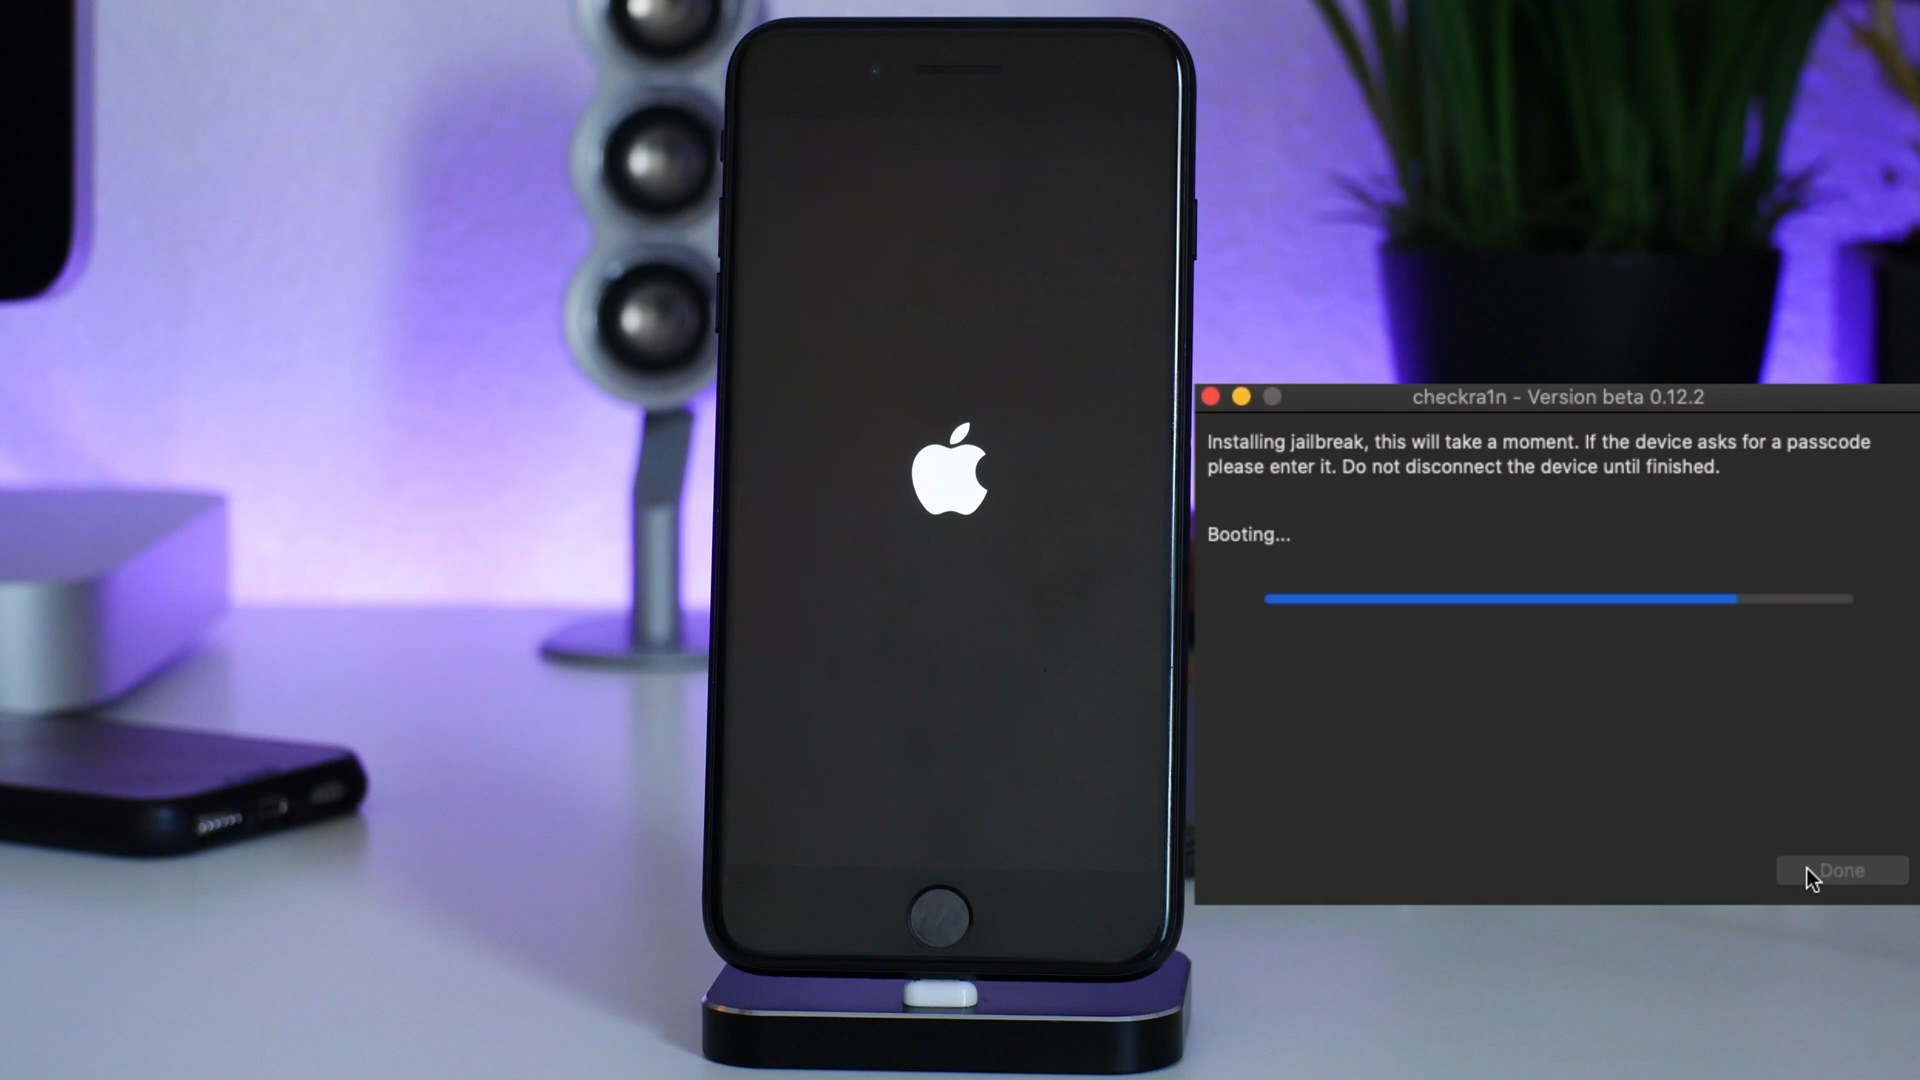 checkra1n - Version beta 0.12.2
Installing jailbreak, this will take a moment. If the device asks for a passcode
please enter it. Do not disconnect the device until finished.
Booting...
Done